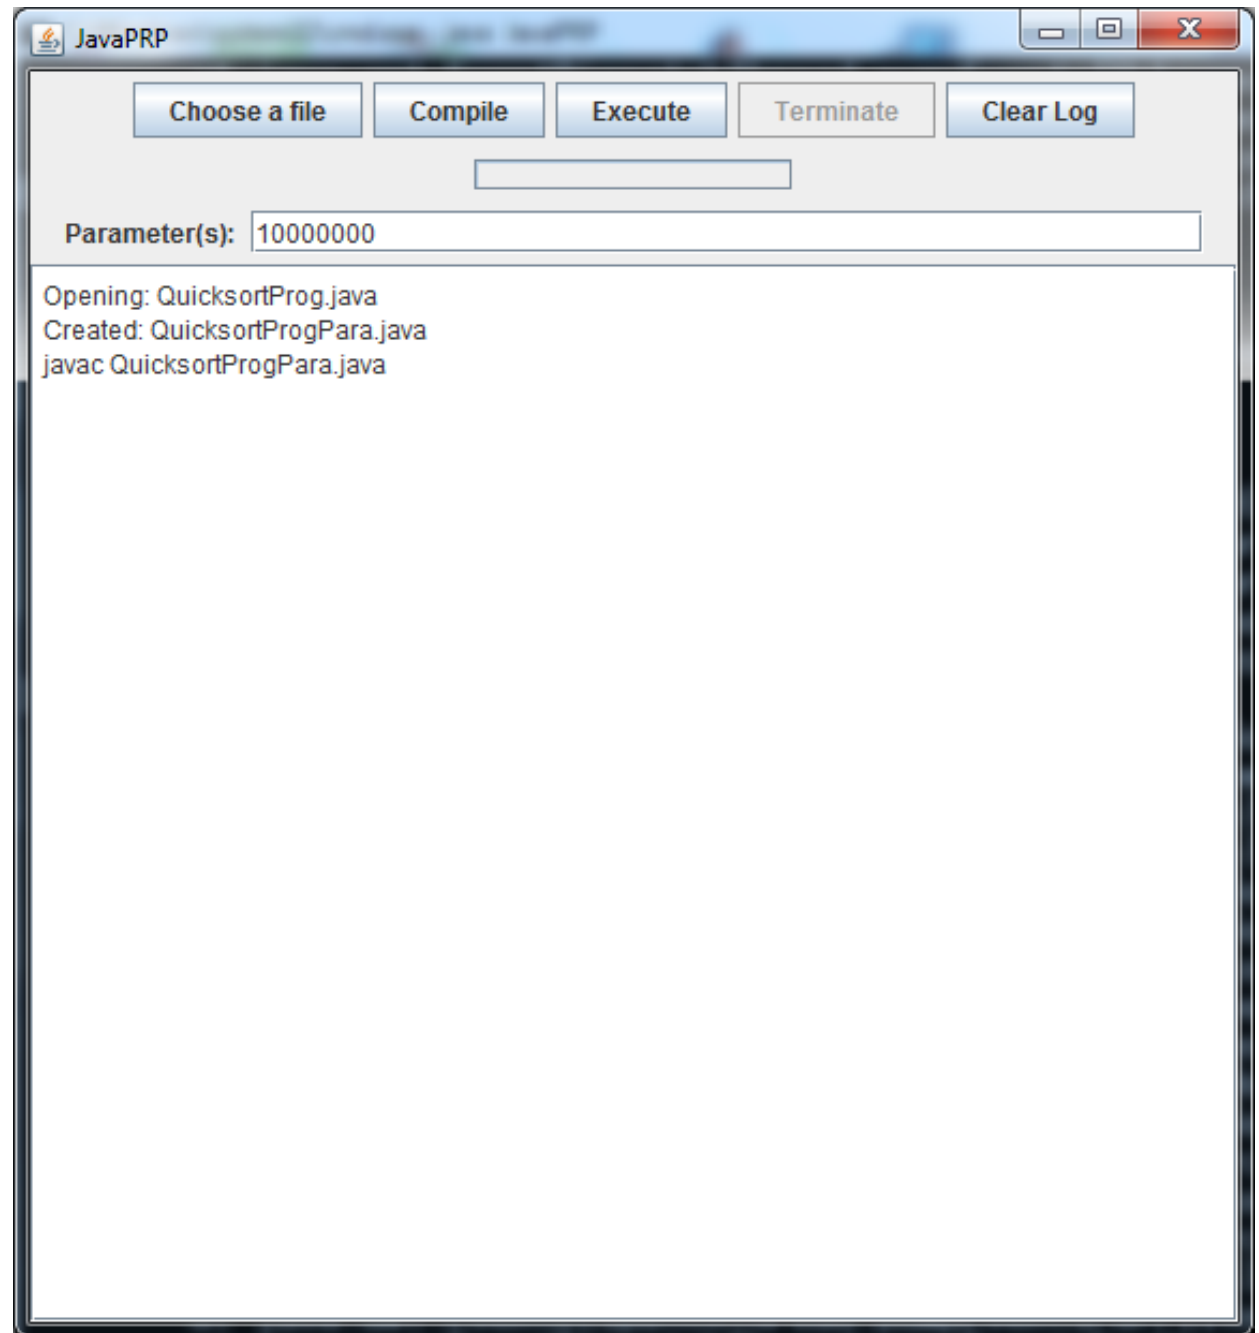 JavaPRP
Choose a file Compile Execute Terminate Clear Log
Parameter(s): 10000000
Opening: QuicksortProg.java
Created: QuicksortProgPara.java
javac QuicksortProgPara.java